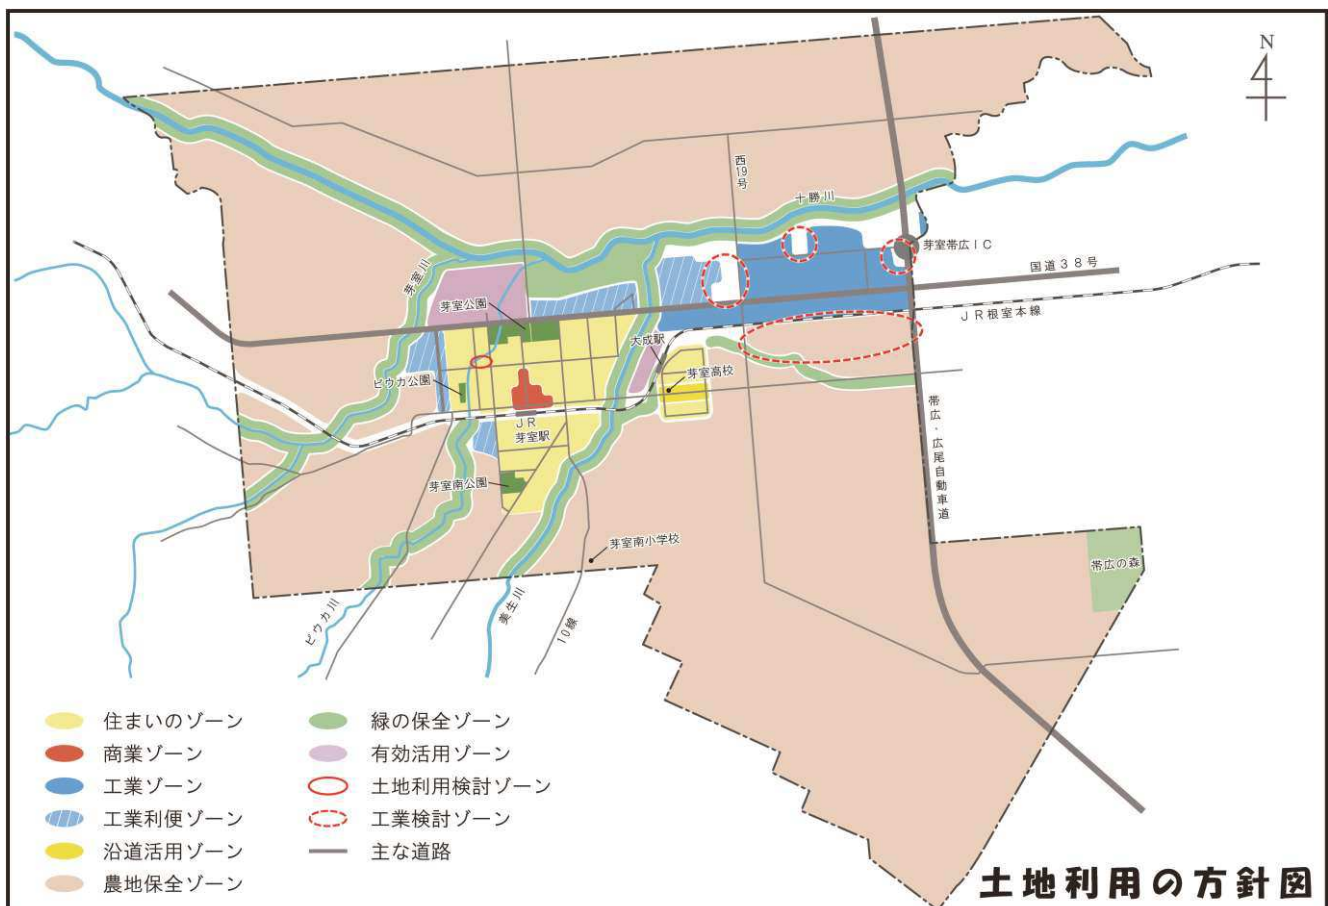 N
西19号
十勝川
芽室帯広IC
国道38号
JR根室本線
芽室川
芽室公園
大成駅
芽室高校
ピウカ公園
JR
芽室駅
芽室南公園
帯広・広尾自動車道
芽室南小学校
帯広の森
ピウカ川
美生川
10線
住まいのゾーン
商業ゾーン
工業ゾーン
工業利便ゾーン
沿道活用ゾーン
農地保全ゾーン
緑の保全ゾーン
有効活用ゾーン
土地利用検討ゾーン
工業検討ゾーン
主な道路
土地利用の方針図